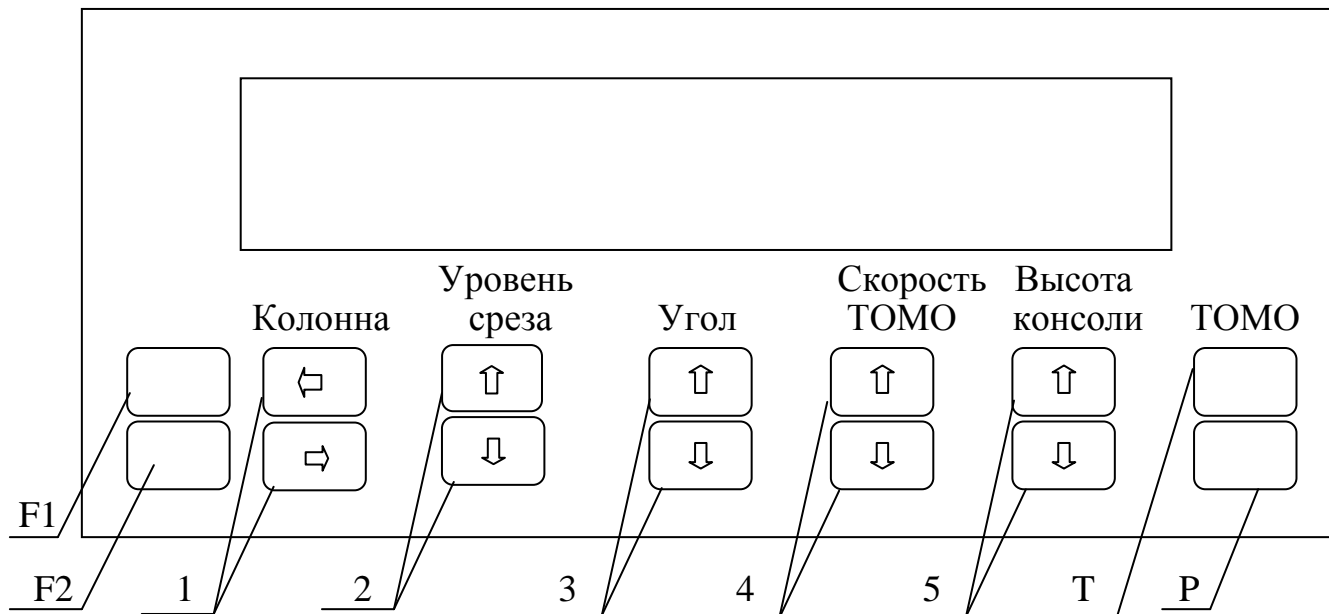 Уровень
среза
Скорость
ТОМО
Высота
консоли
Колонна
Угол
ТОМО
F1
F2 1 2 3 4 5 Т Р